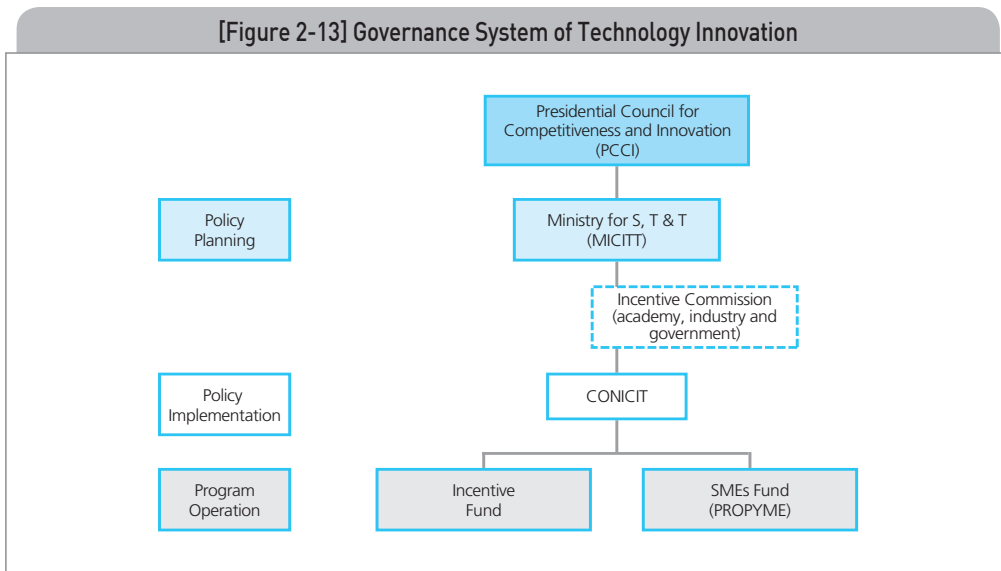 [Figure 2-13] Governance System of Technology Innovation
Presidential Council for
Competitiveness and Innovation
(PCCI)
Policy
Planning
Ministry for S, T & T
(MICITT)
Incentive Commission
(academy, industry and
government)
Policy
Implementation
CONICIT
Program
Operation
Incentive
Fund
SMEs Fund
(PROPYME)